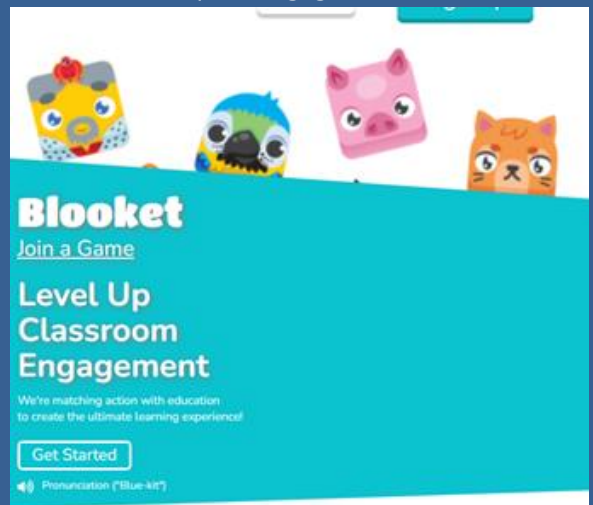 Blooket
Join a Game
Level Up
Classroom
Engagement
We're matching action with education
to create the ultimate learning experience!
Get Started
Pronunciation ("Blue-kit")